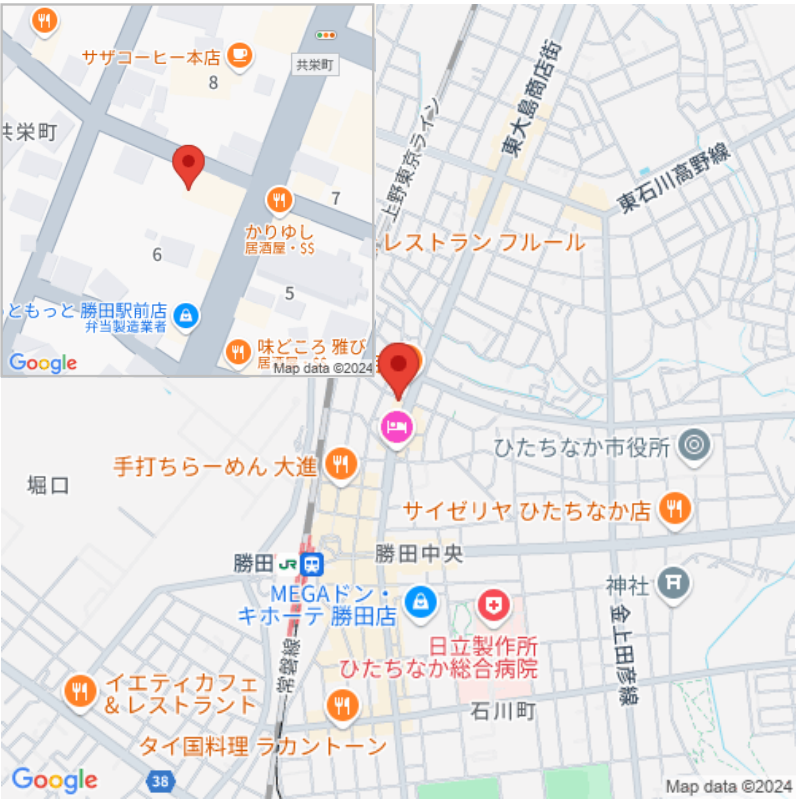 サザコーヒー本店
共栄町
8
共栄町
7
かりゆし
居酒屋・$$
6
5
ともっと 勝田駅前店
弁当製造業者
味どころ 雅び
居酒屋・$$
Google
Map data ©2024
東大島商店街
上野東京ライン
東石川高野線
レストラン フルール
ひたちなか市役所
手打ちらーめん 大進
堀口
サイゼリヤ ひたちなか店
勝田中央
勝田
JR
神社
MEGAドン・
キホーテ 勝田店
日立製作所
ひたちなか総合病院
金上田彦線
常磐線
イエティカフェ
&レストラント
石川町
タイ国料理 ラカントーン
Google
38
Map data ©2024